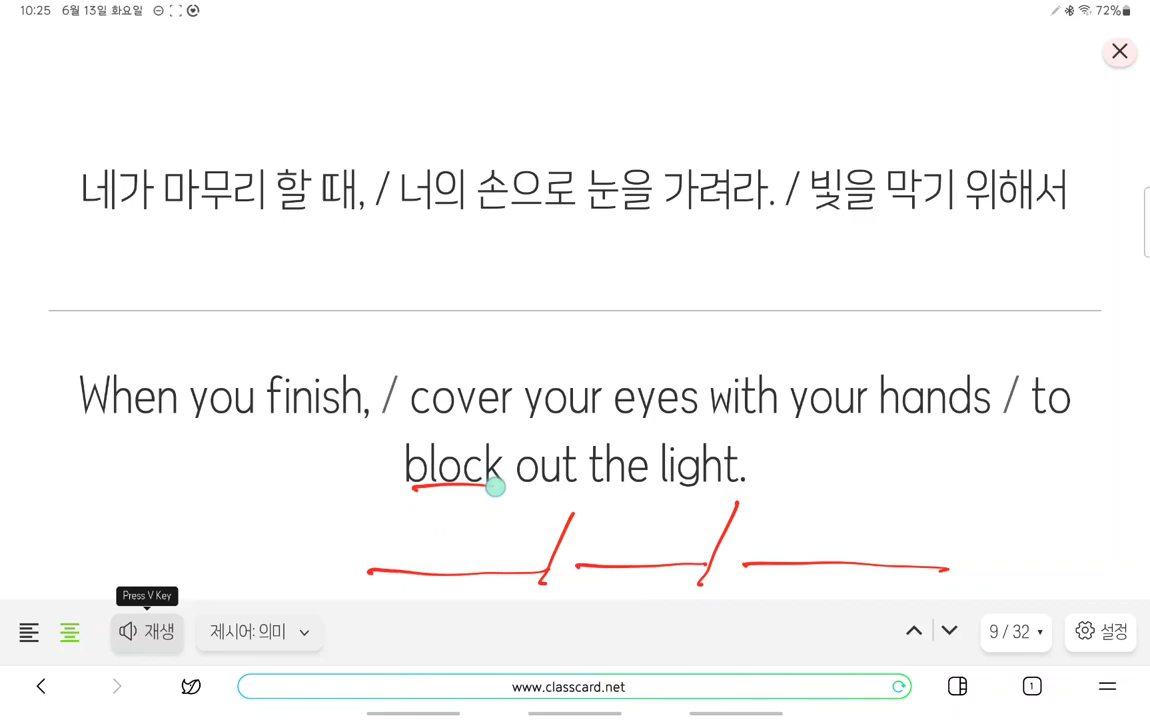 10:25 6월 13일 화요일
72%
네가 마무리 할 때, / 너의 손으로 눈을 가려라. / 빛을 막기 위해서
When you finish, / cover your eyes with your hands / to
block out the light.
Press V Key
재생
제시어: 의미
9 / 32
설정
www.classcard.net
1